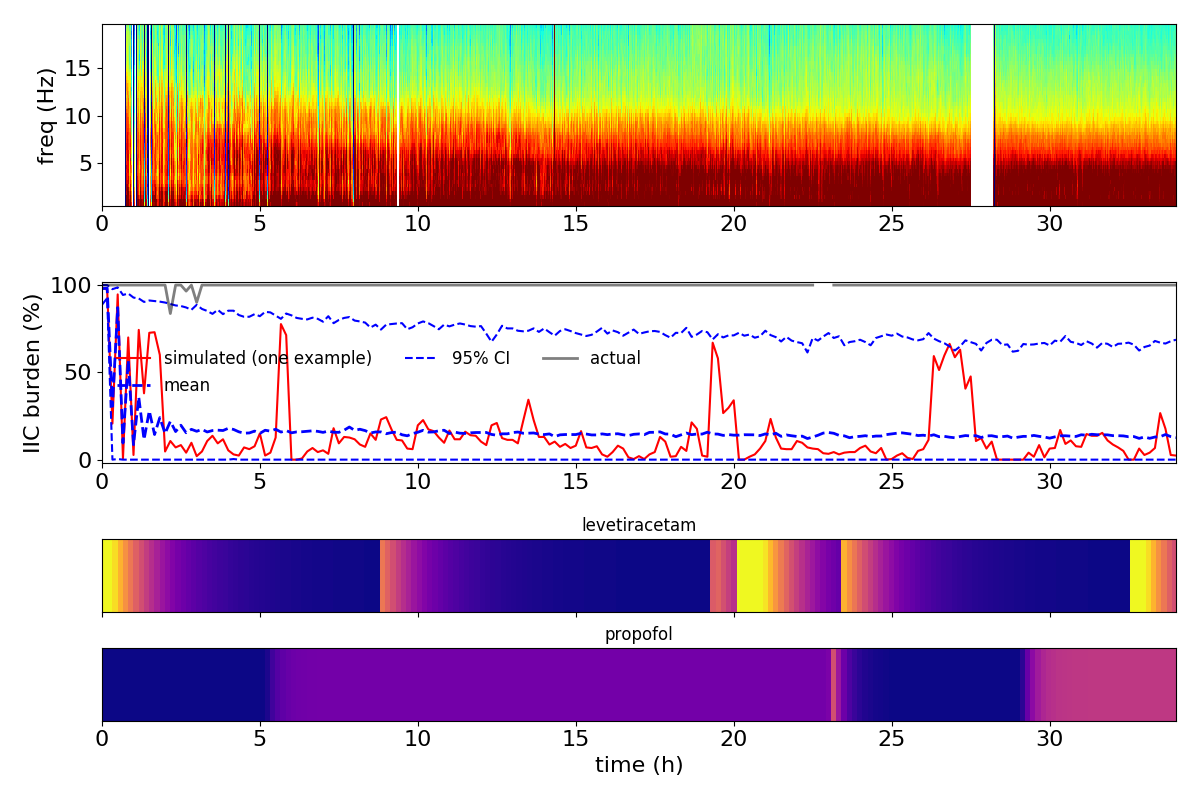 freq (Hz)
15
10
5
0 5 10 15 20 25 30
IIC burden (%)
100
50
0
simulated (one example) 95% CI actual
mean
0 5 10 15 20 25 30
levetiracetam
propofol
0 5 10 15 20 25 30
time (h)